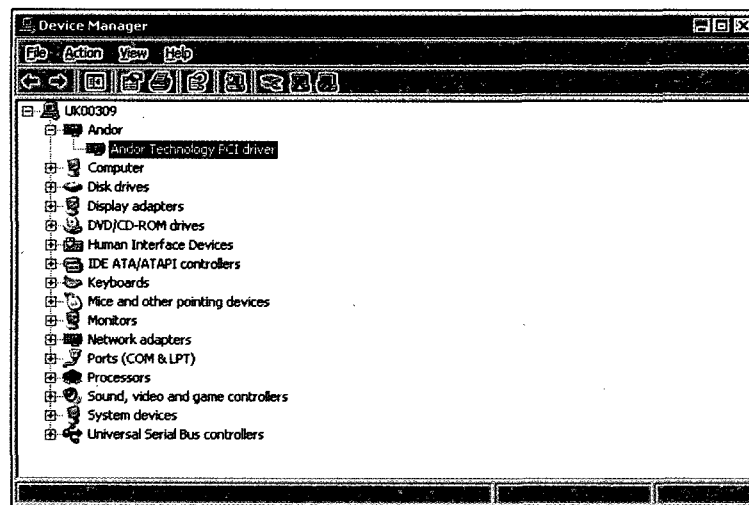 Device Manager
File Action View Help
UK00309
Andor
Andor Technology PCI driver
Computer
Disk drives
Display adapters
DVD/CD-ROM drives
Human Interface Devices
IDE ATA/ATAPI controllers
Keyboards
Mice and other pointing devices
Monitors
Network adapters
Ports (COM & LPT)
Processors
Sound, video and game controllers
System devices
Universal Serial Bus controllers